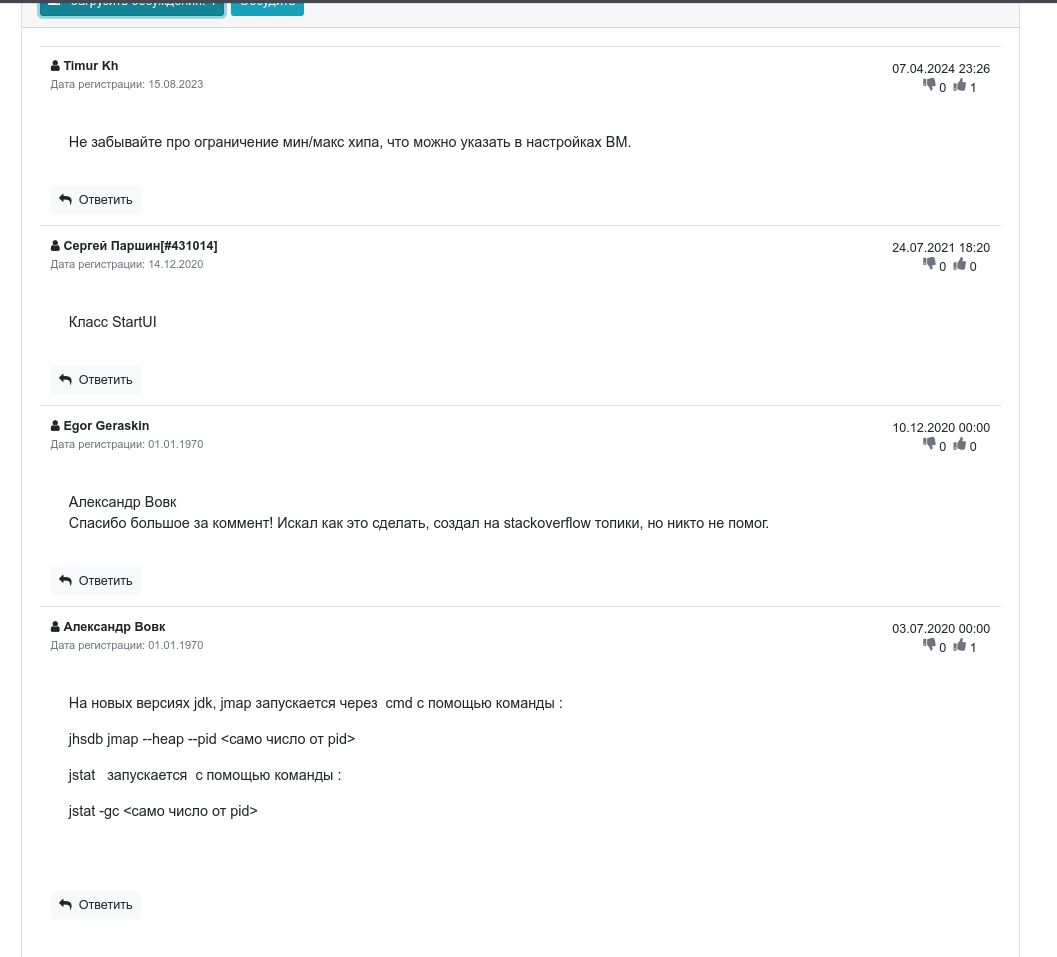 Загрузить обсуждения.
Обсудить
Timur Kh
07.04.2024 23:26
Дата регистрации: 15.08.2023
0 1
Не забывайте про ограничение мин/макс хипа, что можно указать в настройках ВМ.
Ответить
Сергей Паршин[#431014]
24.07.2021 18:20
Дата регистрации: 14.12.2020
0 0
Класс StartUI
Ответить
Egor Geraskin
10.12.2020 00:00
Дата регистрации: 01.01.1970
0 0
Александр Вовк
Спасибо большое за коммент! Искал как это сделать, создал на stackoverflow топики, но никто не помог.
Ответить
Александр Вовк
03.07.2020 00:00
Дата регистрации: 01.01.1970
0 1
На новых версиях jdk, jmap запускается через  cmd с помощью команды :
jhsdb jmap --heap --pid <само число от pid>
jstat   запускается  с помощью команды :
jstat -gc <само число от pid>
Ответить